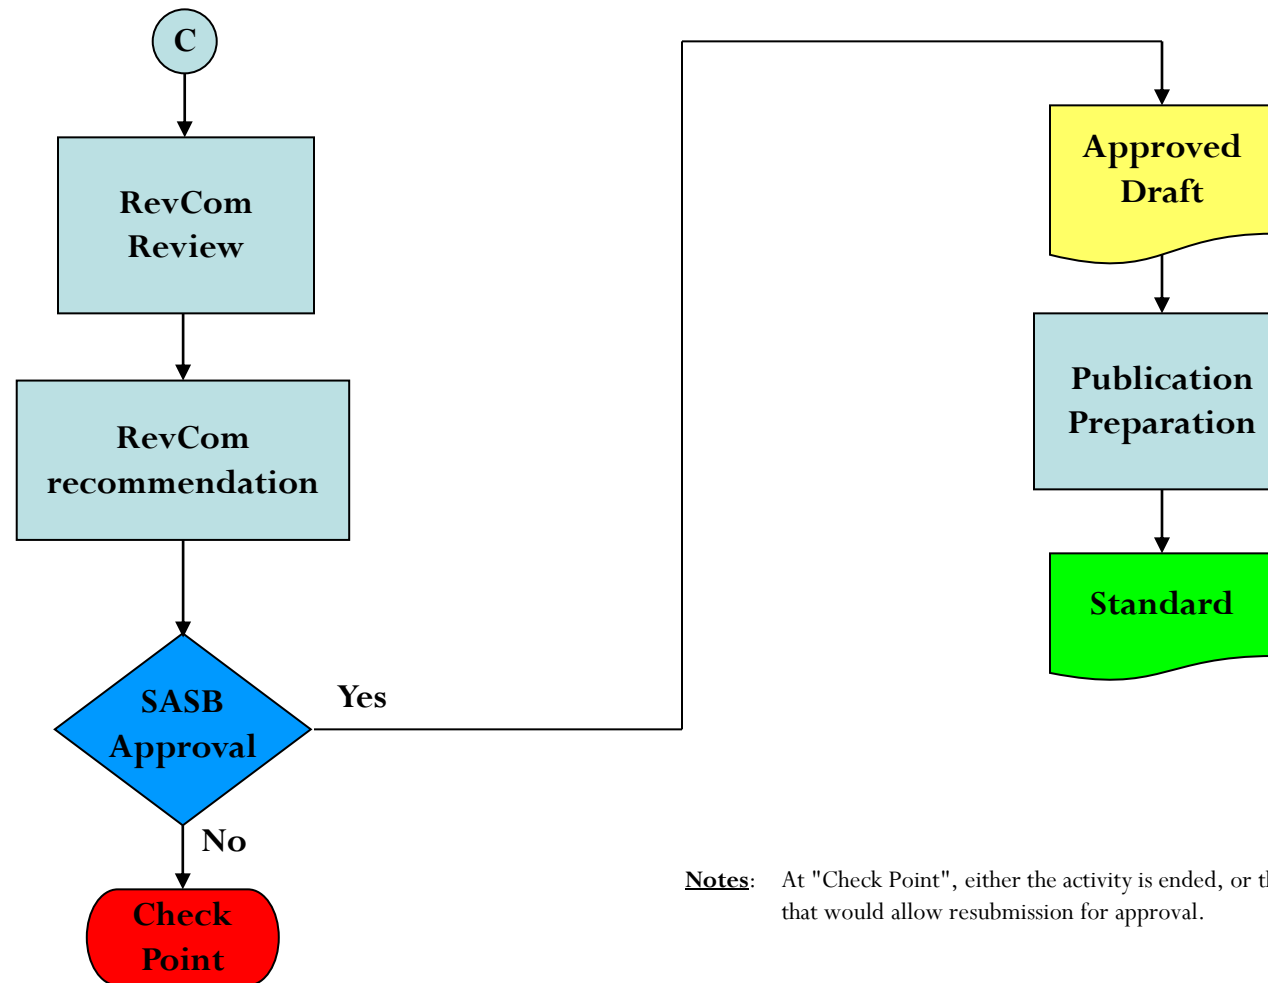 C
RevCom
Review
RevCom
recommendation
SASB
Approval
Yes
No
Check
Point
Approved
Draft
Publication
Preparation
Standard
Notes: At "Check Point", either the activity is ended, or
that would allow resubmission for approval.